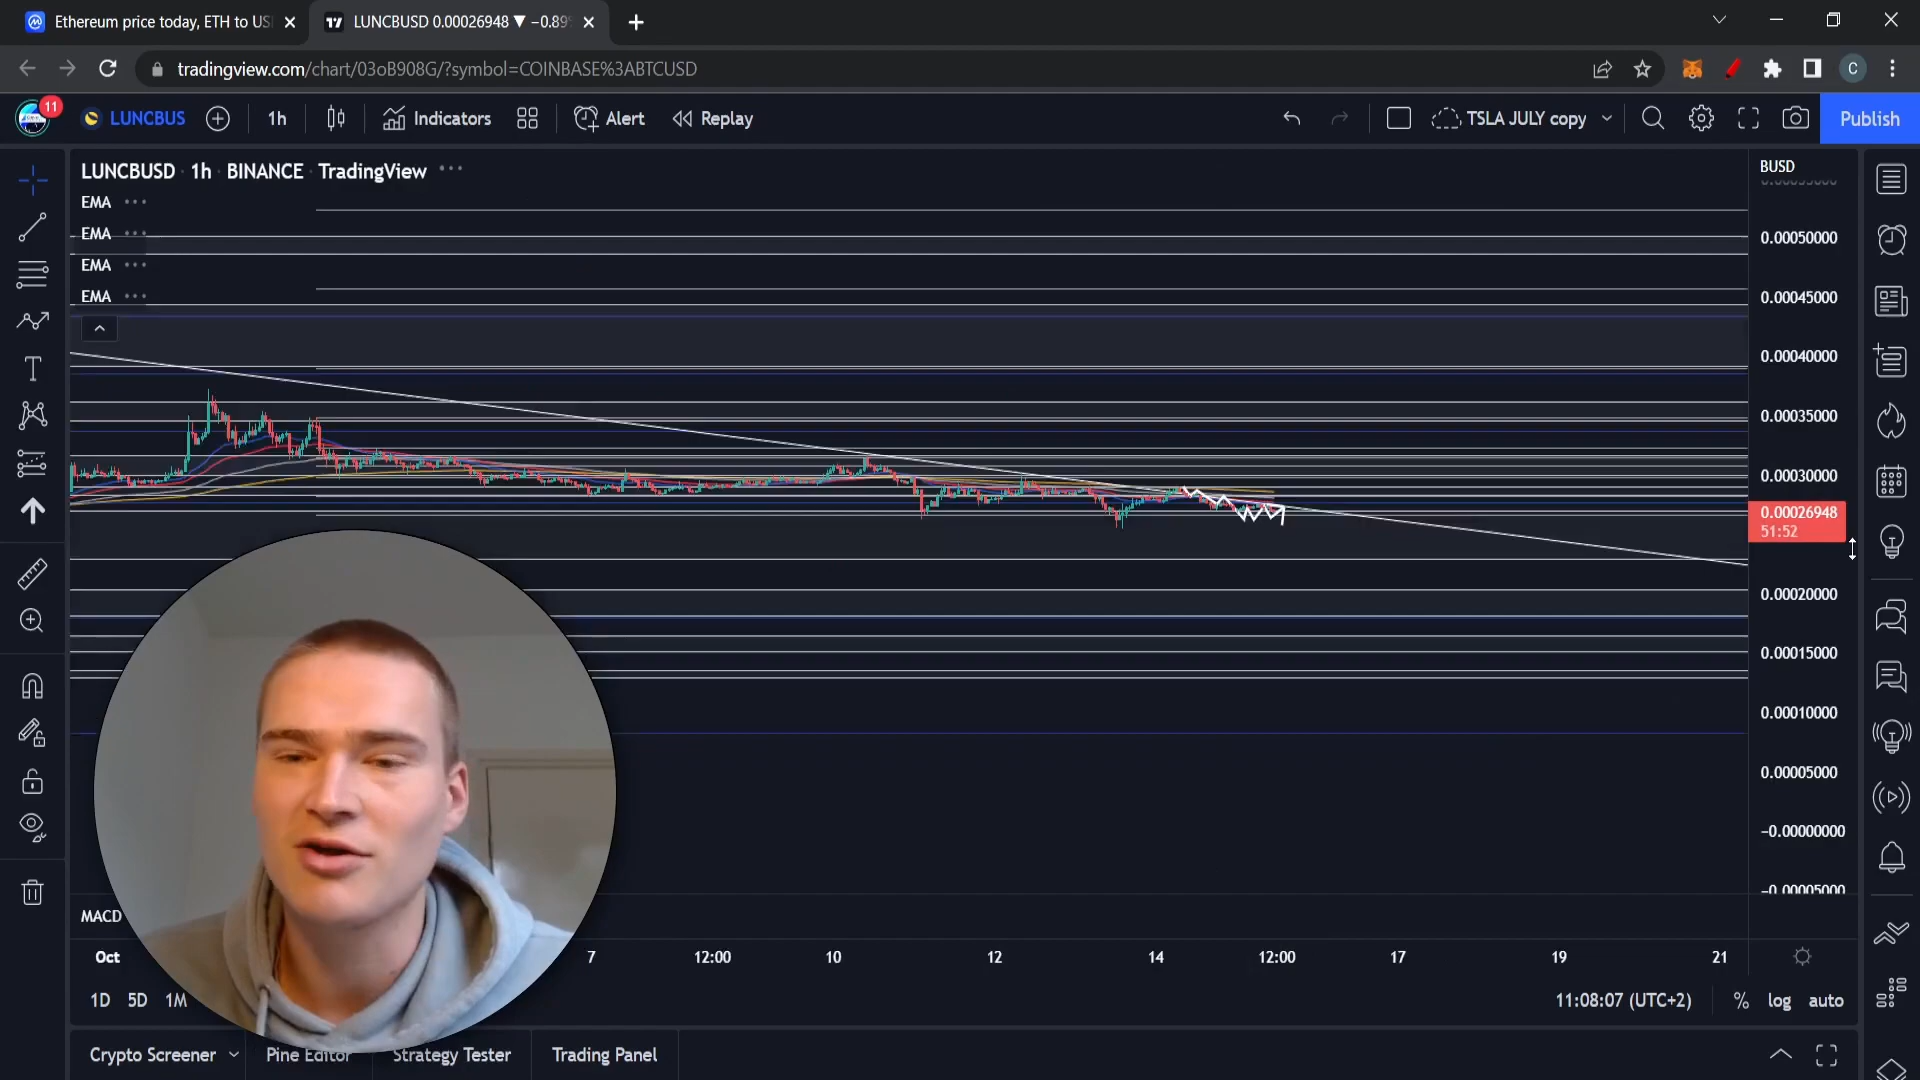 Ethereum price today, ETH to US
LUNCBUSD 0.00026948 ▼ −0.89
tradingview.com/chart/03oB908G/?symbol=COINBASE%3ABTCUSD
C
11
LUNCBUS
1h
Indicators
Alert
Replay
TSLA JULY copy
Publish
LUNCBUSD · 1h · BINANCE · TradingView
BUSD
EMA
EMA
EMA
EMA
0.00050000
0.00045000
0.00040000
0.00035000
0.00030000
0.00026948
51:52
0.00020000
0.00015000
0.00010000
0.00005000
−0.00000000
−0.00005000
MACD
Oct
7
12:00
10
12
14
12:00
17
19
21
1D
5D
1M
11:08:07 (UTC+2)
%
log
auto
Crypto Screener
Pine Editor
Strategy Tester
Trading Panel